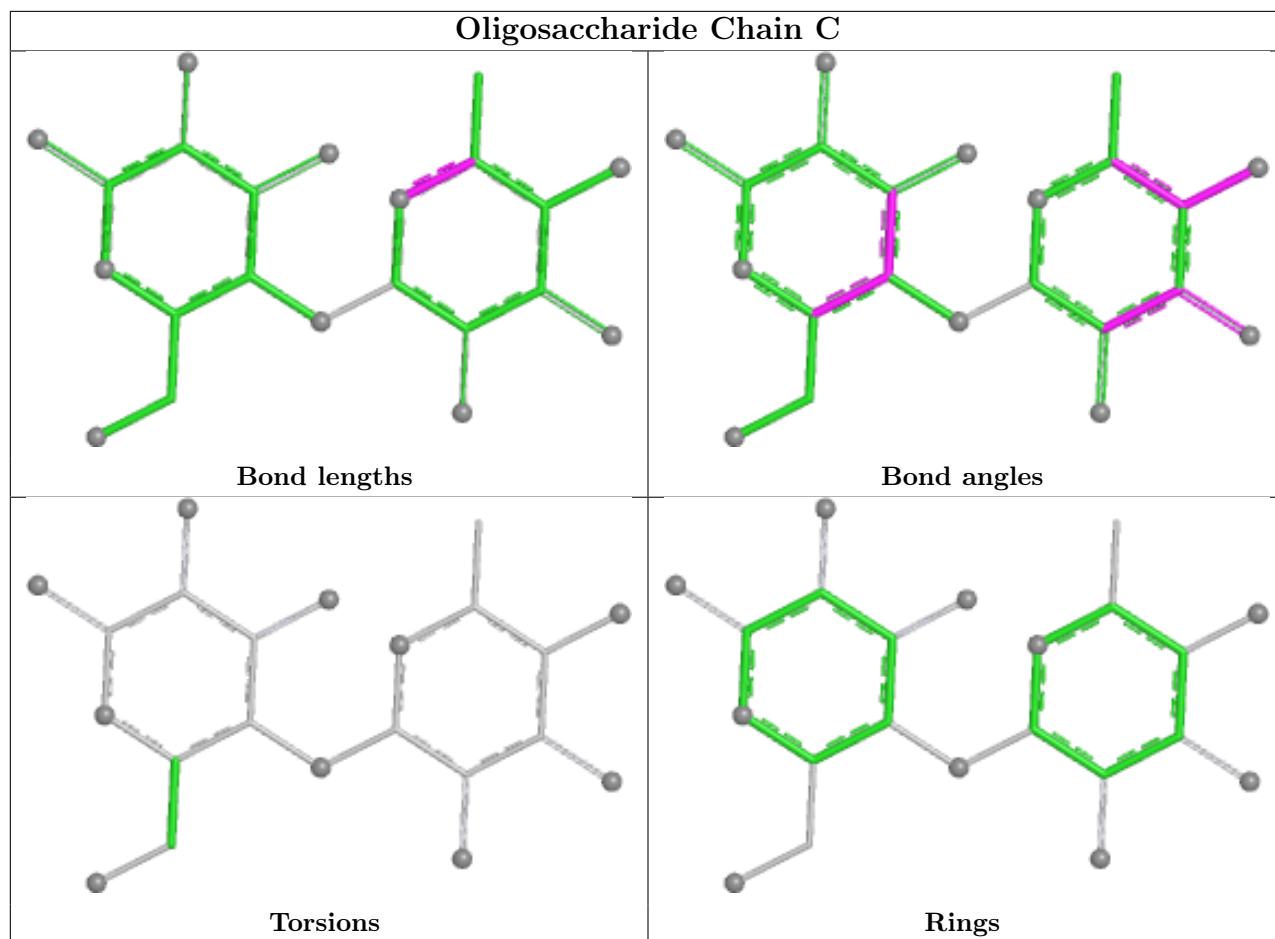 Oligosaccharide Chain C
Bond lengths
Bond angles
Torsions
Rings